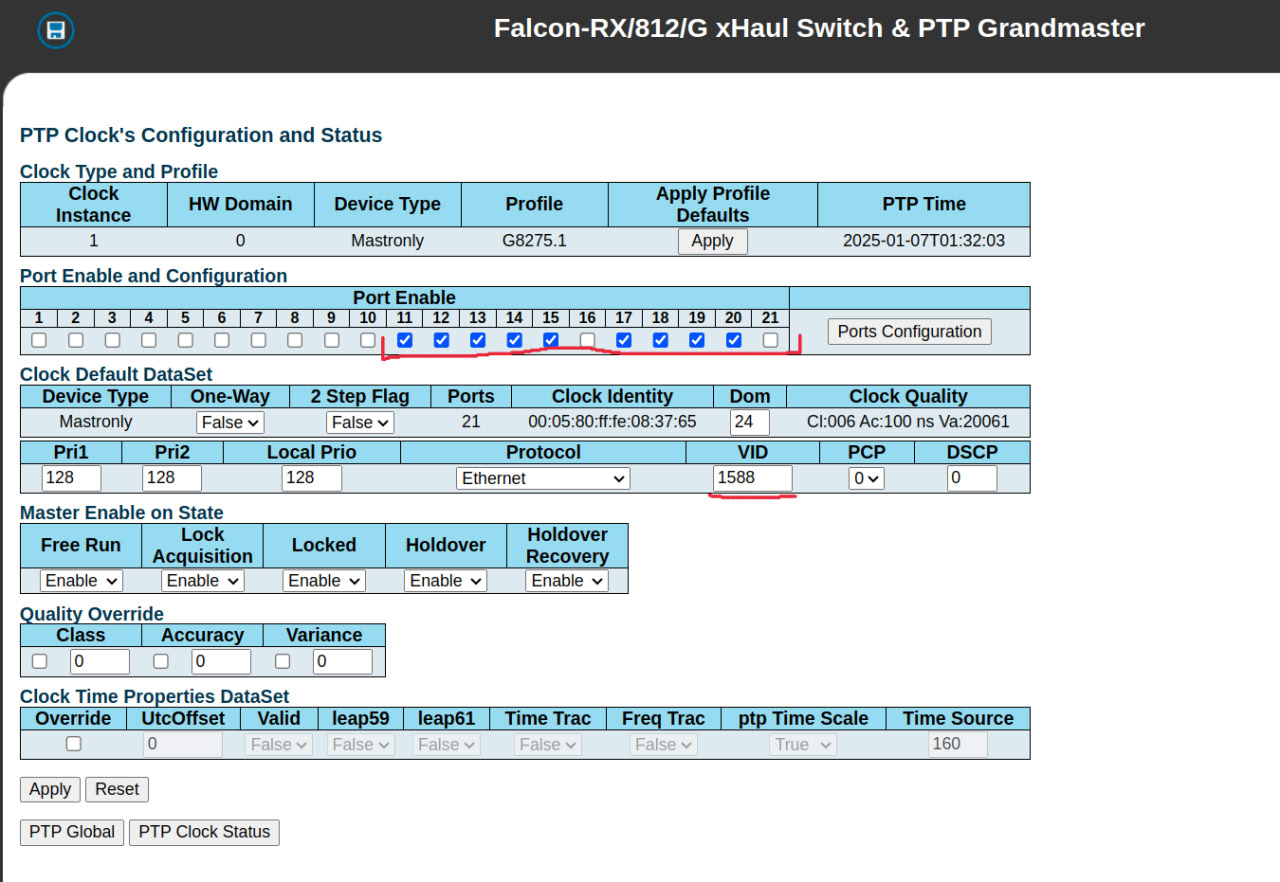 Falcon-RX/812/G xHaul Switch & PTP Grandmaster
PTP Clock's Configuration and Status
Clock Type and Profile
Clock Instance HW Domain Device Type Profile Apply Profile Defaults PTP Time
1 0 Mastronly G8275.1 Apply 2025-01-07T01:32:03
Port Enable and Configuration
Port Enable
1 2 3 4 5 6 7 8 9 10 11 12 13 14 15 16 17 18 19 20 21
Ports Configuration
Clock Default DataSet
Device Type One-Way 2 Step Flag Ports Clock Identity Dom Clock Quality
Mastronly False False 21 00:05:80:ff:fe:08:37:65 24 Cl:006 Ac:100 ns Va:20061
Pri1 Pri2 Local Prio Protocol VID PCP DSCP
128 128 128 Ethernet 1588 0 0
Master Enable on State
Free Run Lock Acquisition Locked Holdover Holdover Recovery
Enable Enable Enable Enable Enable
Quality Override
Class Accuracy Variance
0 0 0
Clock Time Properties DataSet
Override UtcOffset Valid leap59 leap61 Time Trac Freq Trac ptp Time Scale Time Source
0 False False False False False True 160
Apply Reset
PTP Global PTP Clock Status